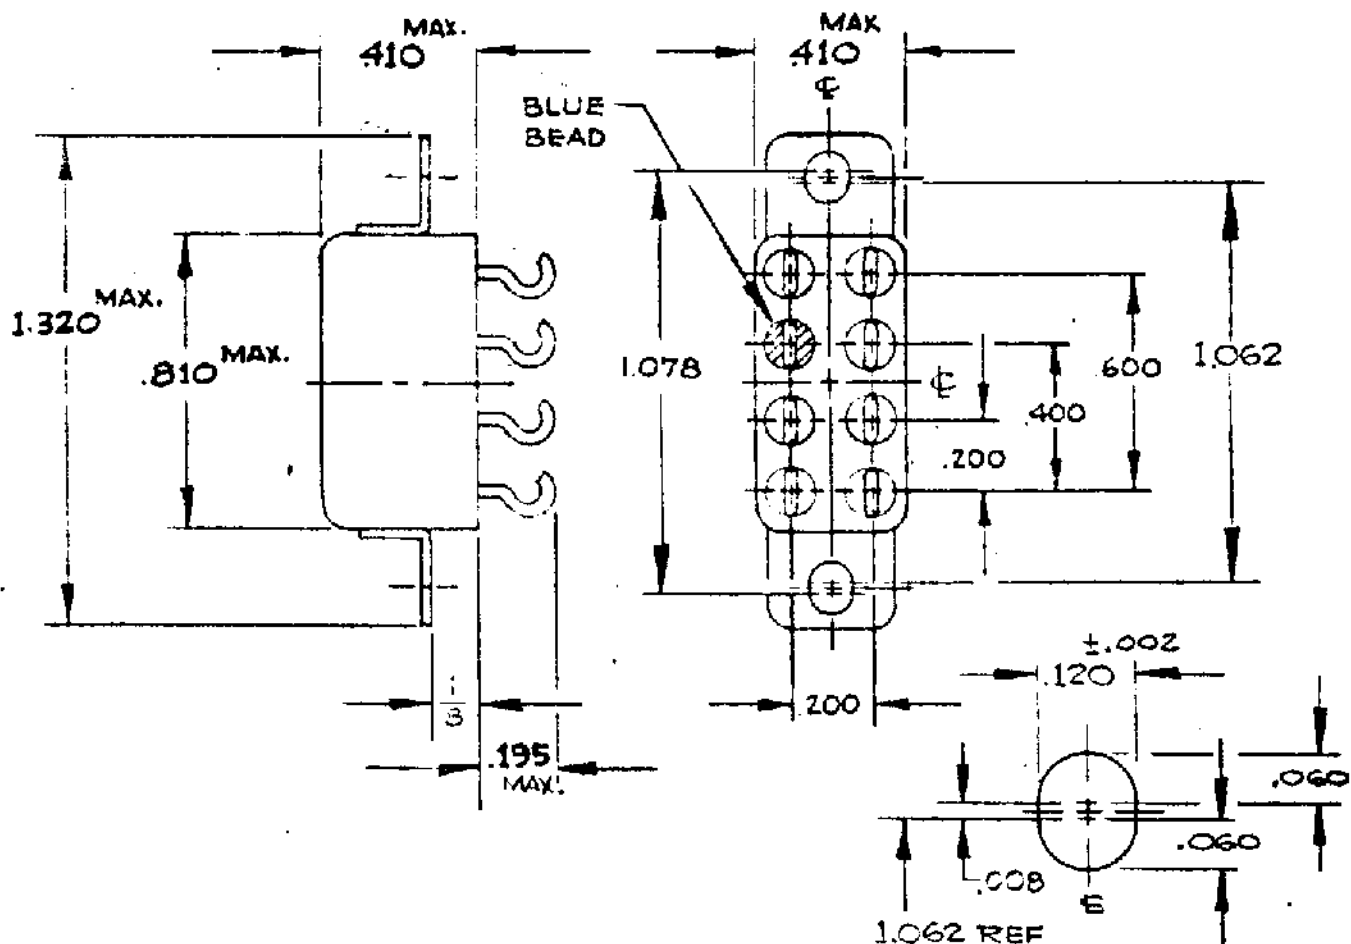 MAX.
.410
MAX
.410
℄
BLUE
BEAD
MAX.
1.320
MAX.
.810
1.078
℄
.600
1.062
.400
.200
±.002
.120
1
8
.200
.195
MAX.
.060
.060
.008
℄
1.062 REF